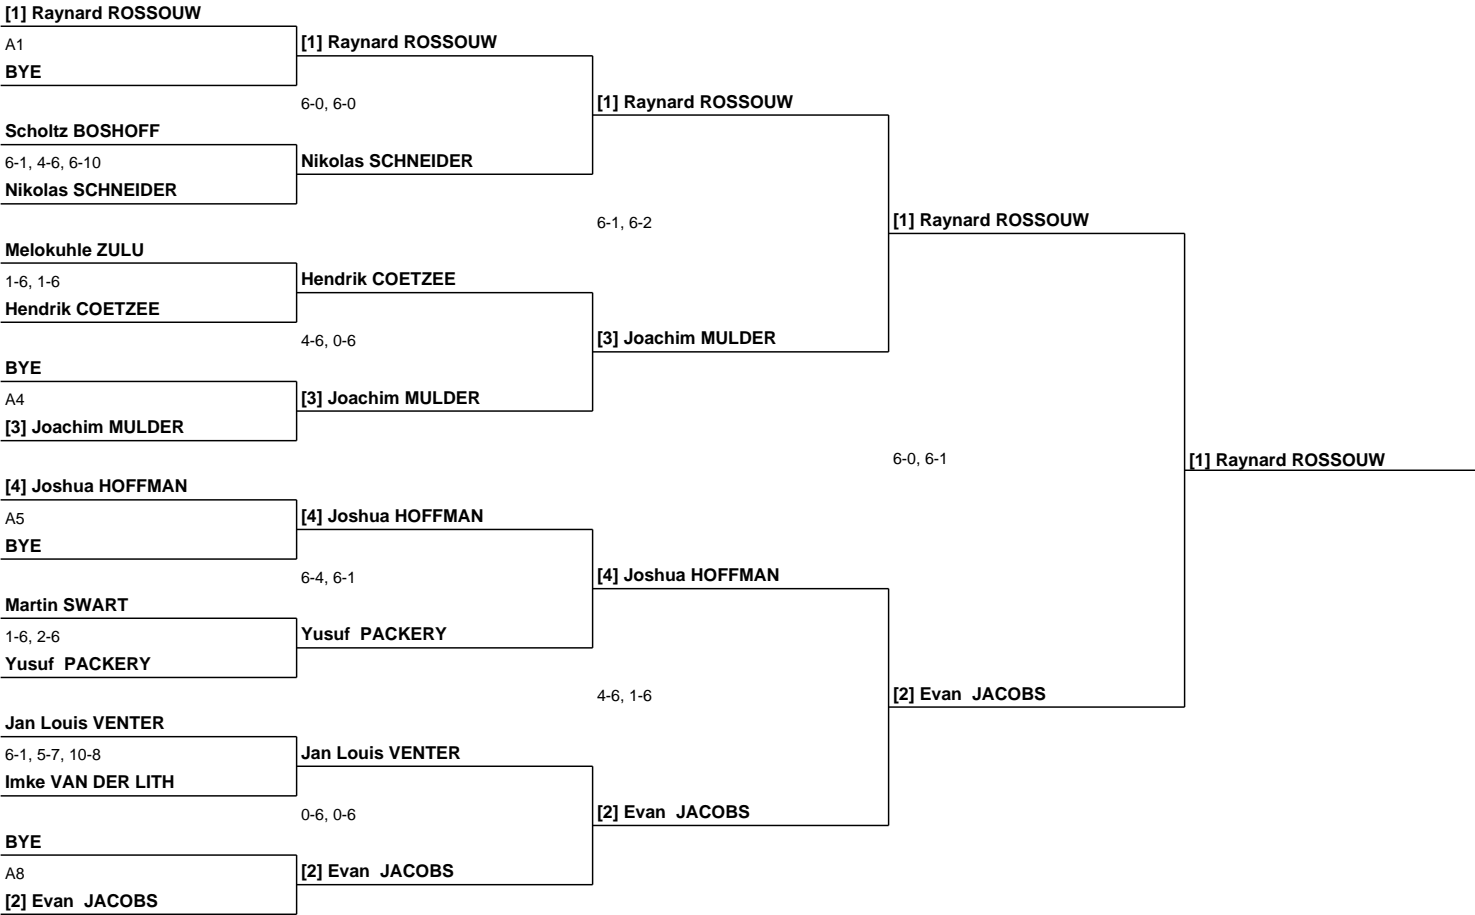 [1] Raynard ROSSOUW
A1
[1] Raynard ROSSOUW
BYE
6-0, 6-0
[1] Raynard ROSSOUW
Scholtz BOSHOFF
6-1, 4-6, 6-10
Nikolas SCHNEIDER
Nikolas SCHNEIDER
6-1, 6-2
[1] Raynard ROSSOUW
Melokuhle ZULU
1-6, 1-6
Hendrik COETZEE
Hendrik COETZEE
4-6, 0-6
[3] Joachim MULDER
BYE
A4
[3] Joachim MULDER
[3] Joachim MULDER
6-0, 6-1
[1] Raynard ROSSOUW
[4] Joshua HOFFMAN
A5
[4] Joshua HOFFMAN
BYE
6-4, 6-1
[4] Joshua HOFFMAN
Martin SWART
1-6, 2-6
Yusuf  PACKERY
Yusuf  PACKERY
4-6, 1-6
[2] Evan  JACOBS
Jan Louis VENTER
6-1, 5-7, 10-8
Jan Louis VENTER
Imke VAN DER LITH
0-6, 0-6
[2] Evan  JACOBS
BYE
A8
[2] Evan  JACOBS
[2] Evan  JACOBS